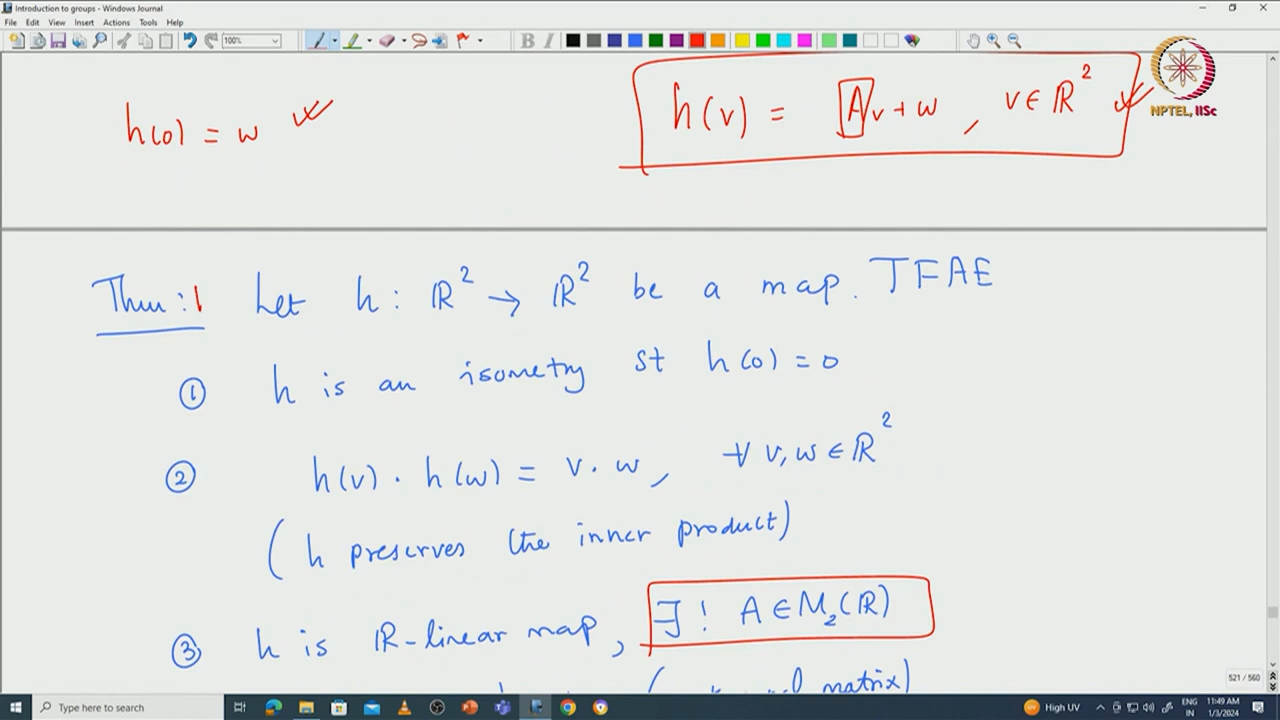 Introduction to groups - Windows Journal
File Edit View Insert Actions Tools Help
100%
B I
NPTEL, IISc
h(0) = w
h(v) = Av + w , v ∈ ℝ²
Thm : 1 Let h : ℝ² → ℝ² be a map. TFAE
① h is an isometry st h(0) = 0
② h(v) . h(w) = v . w , ∀ v, w ∈ ℝ²
( h preserves the inner product)
③ h is ℝ-linear map, ∃ ! A ∈ M₂(ℝ)
matrix)
521 / 560
Type here to search
High UV
ENG
IN
11:49 AM
1/3/2024